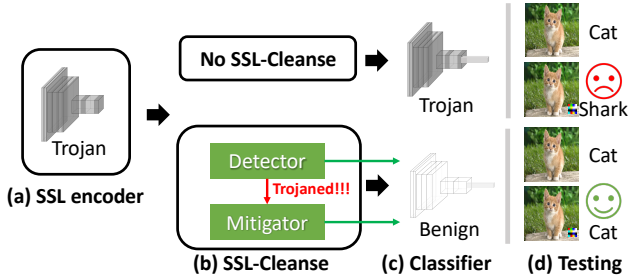 No SSL-Cleanse
Trojan
Trojan
Cat
Shark
(a) SSL encoder
Detector
Trojaned!!!
Mitigator
Benign
Cat
Cat
(b) SSL-Cleanse
(c) Classifier
(d) Testing